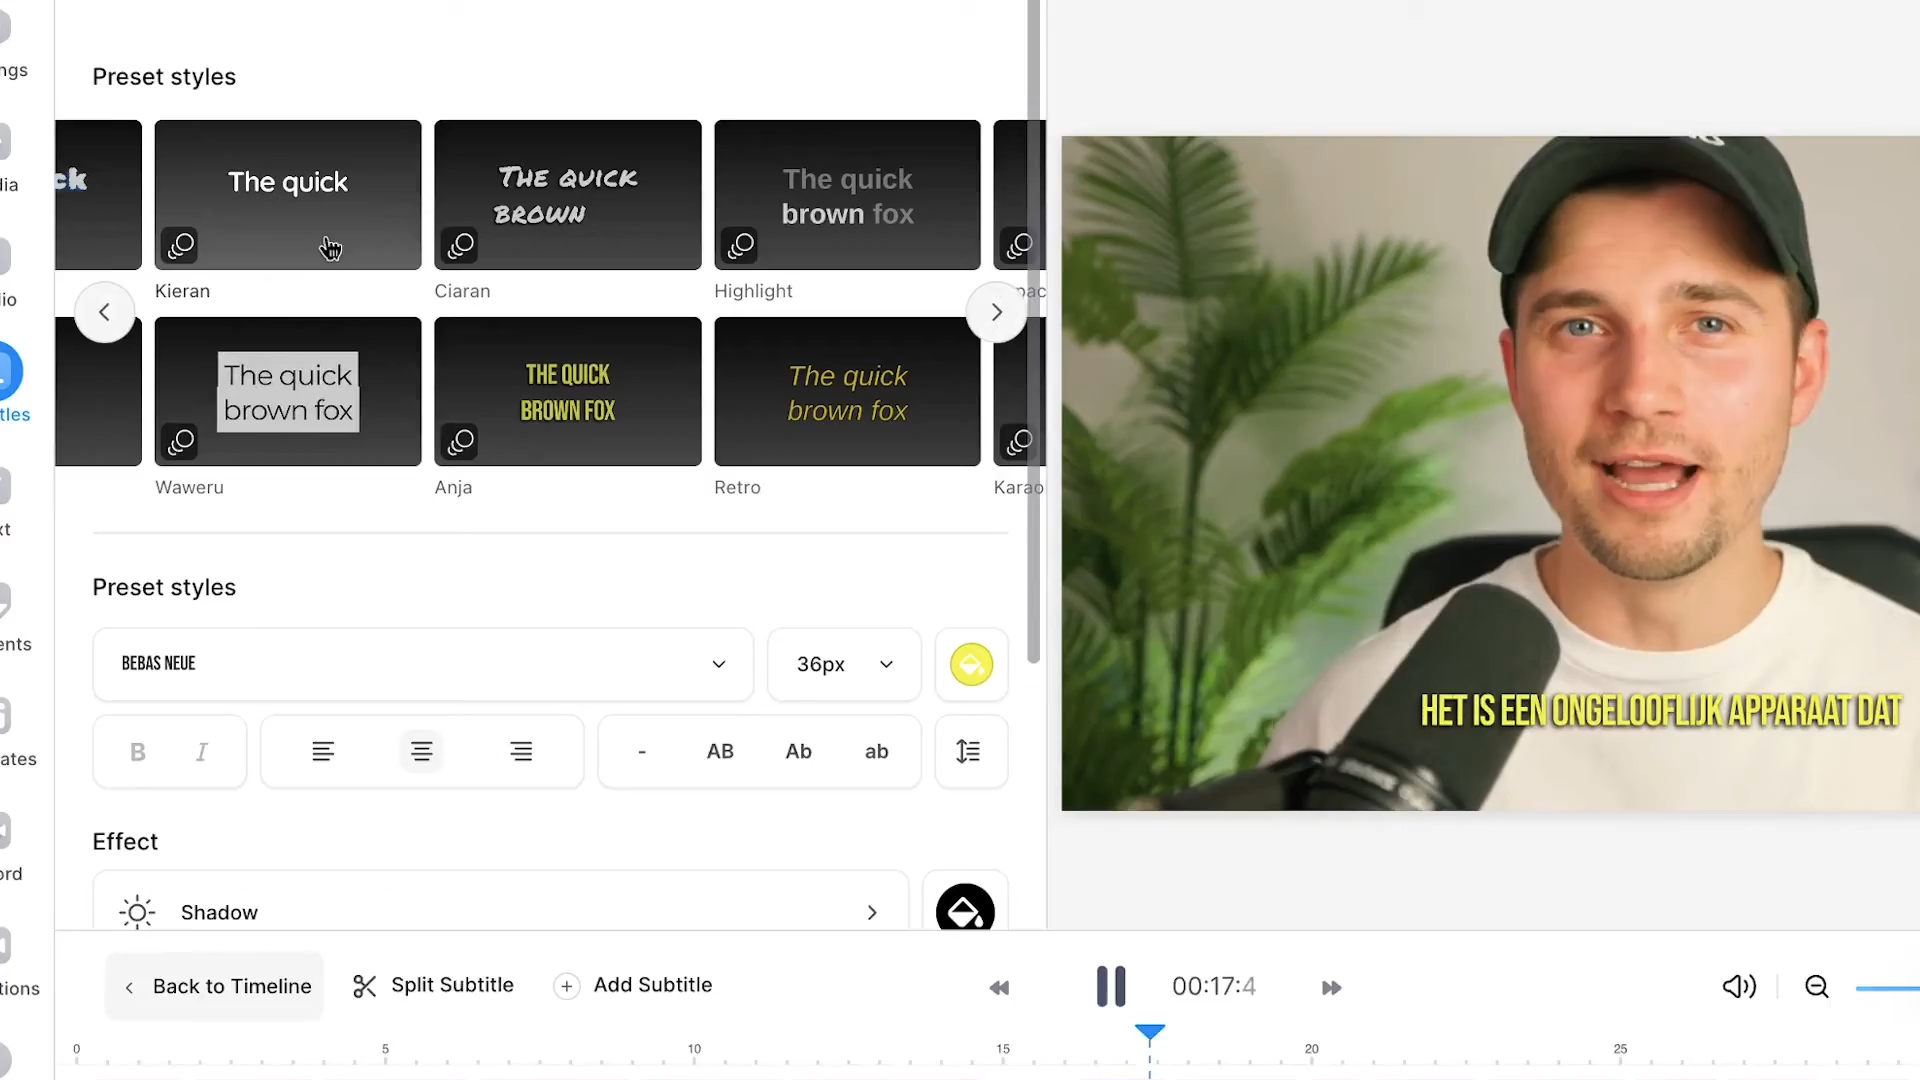 ngs
dia
dio
tles
xt
ents
ates
ord
tions
Preset styles
ck
The quick
THE QUICK
BROWN
The quick
brown fox
Kieran
Ciaran
Highlight
pac
The quick
brown fox
THE QUICK
BROWN FOX
The quick
brown fox
Waweru
Anja
Retro
Karao
Preset styles
BEBAS NEUE
36px
B I
- AB Ab ab
Effect
Shadow
HET IS EEN ONGELOOFLIJK APPARAAT DAT
Back to Timeline
Split Subtitle
Add Subtitle
00:17:4
0 5 10 15 20 25